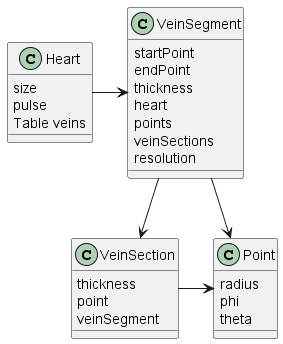 C Heart
size
pulse
Table veins
C VeinSegment
startPoint
endPoint
thickness
heart
points
veinSections
resolution
C VeinSection
thickness
point
veinSegment
C Point
radius
phi
theta